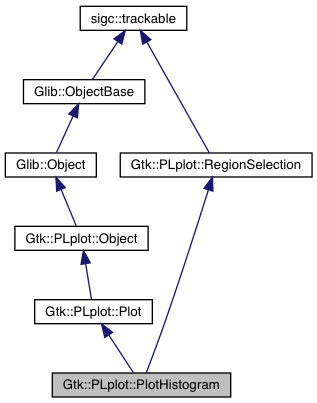 sigc::trackable
Glib::ObjectBase
Glib::Object
Gtk::PLplot::RegionSelection
Gtk::PLplot::Object
Gtk::PLplot::Plot
Gtk::PLplot::PlotHistogram